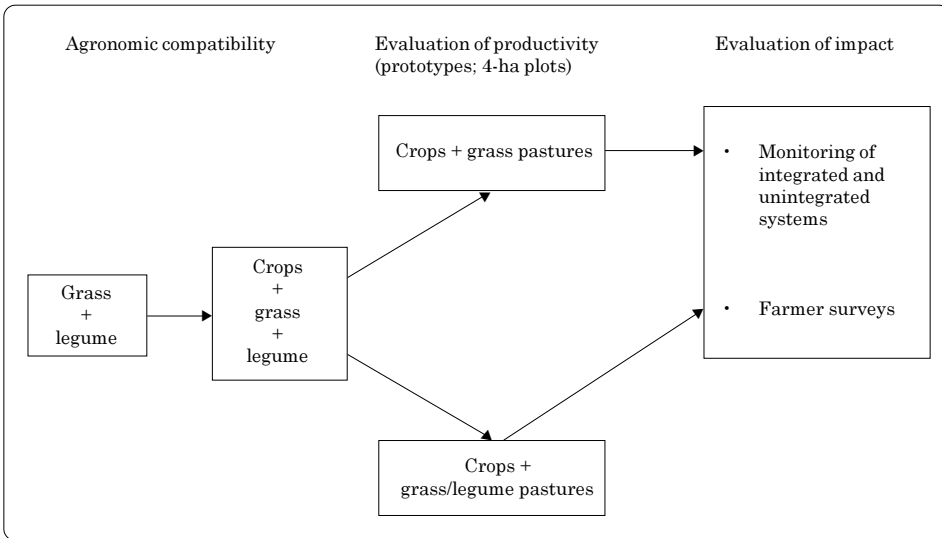 Agronomic compatibility
Evaluation of productivity
(prototypes; 4-ha plots)
Evaluation of impact
Grass
+
legume
Crops
+
grass
+
legume
Crops + grass pastures
Crops +
grass/legume pastures
• Monitoring of
integrated and
unintegrated
systems
• Farmer surveys